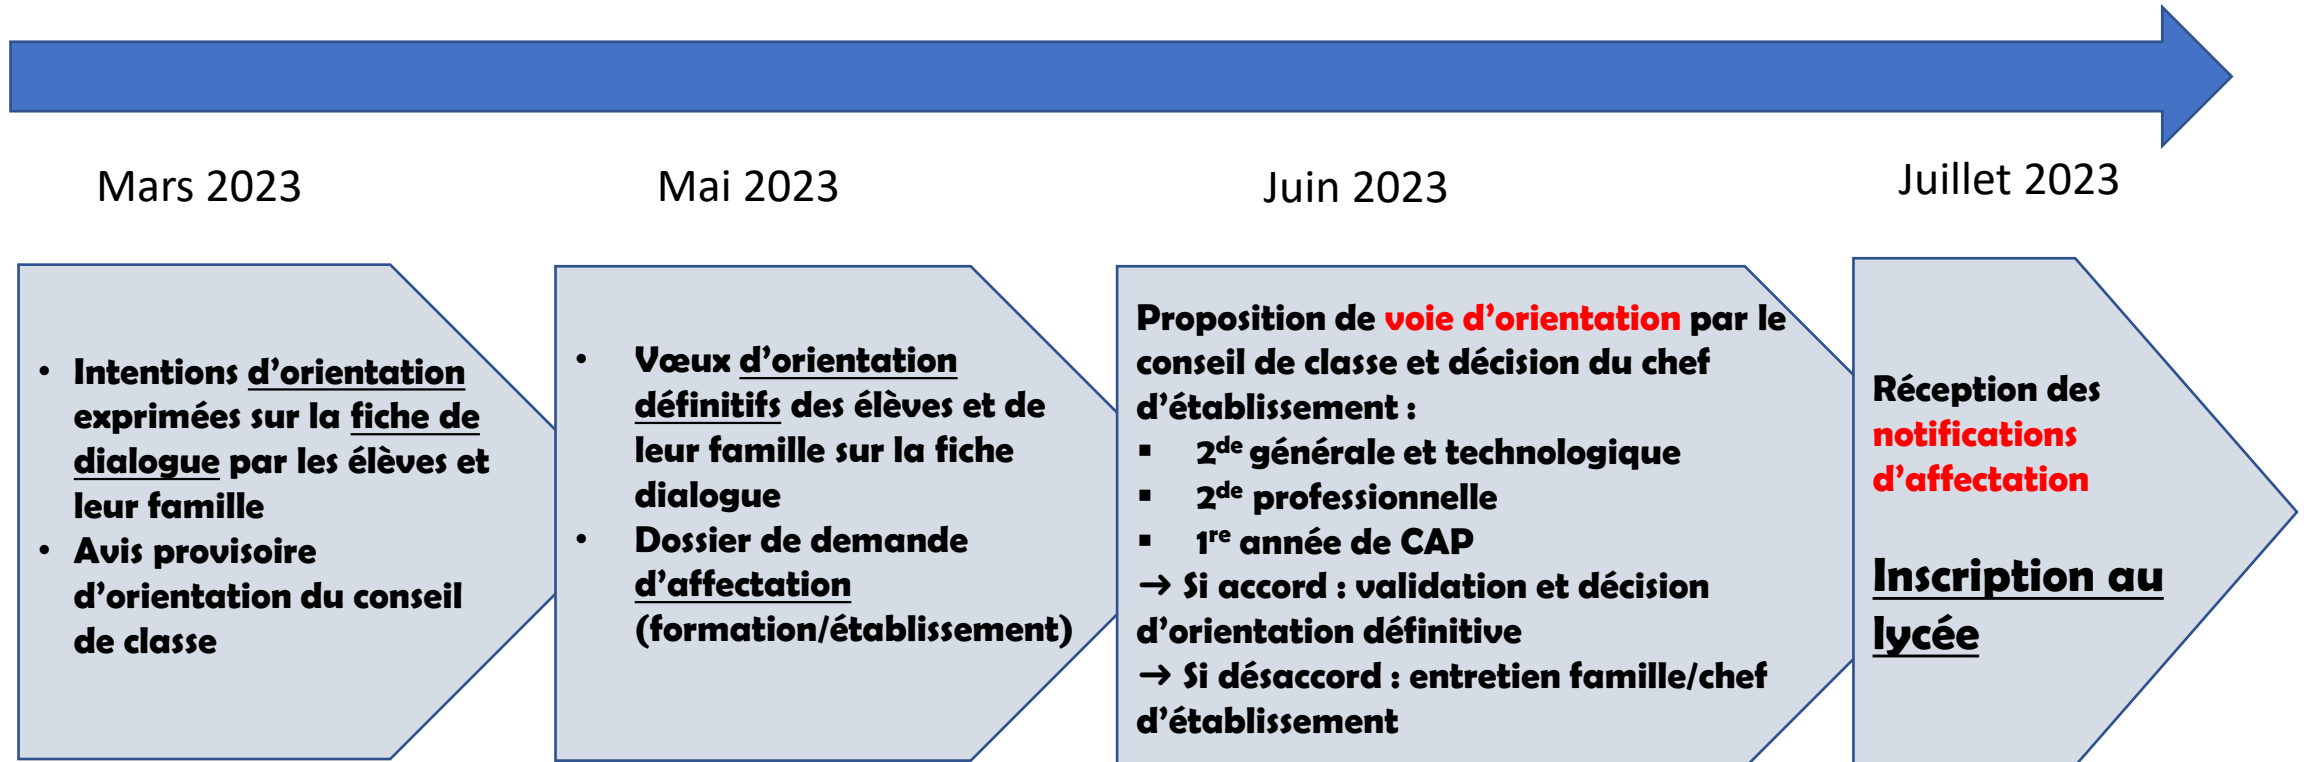 Mars 2023
Mai 2023
Juin 2023
Juillet 2023
• Intentions d’orientation
exprimées sur la fiche de
dialogue par les élèves et
leur famille
• Avis provisoire
d’orientation du conseil
de classe
• Vœux d’orientation
définitifs des élèves et de
leur famille sur la fiche
dialogue
• Dossier de demande
d’affectation
(formation/établissement)
Proposition de voie d’orientation par le
conseil de classe et décision du chef
d’établissement :
▪ 2de générale et technologique
▪ 2de professionnelle
▪ 1re année de CAP
→ Si accord : validation et décision
d’orientation définitive
→ Si désaccord : entretien famille/chef
d’établissement
Réception des
notifications
d’affectation
Inscription au
lycée